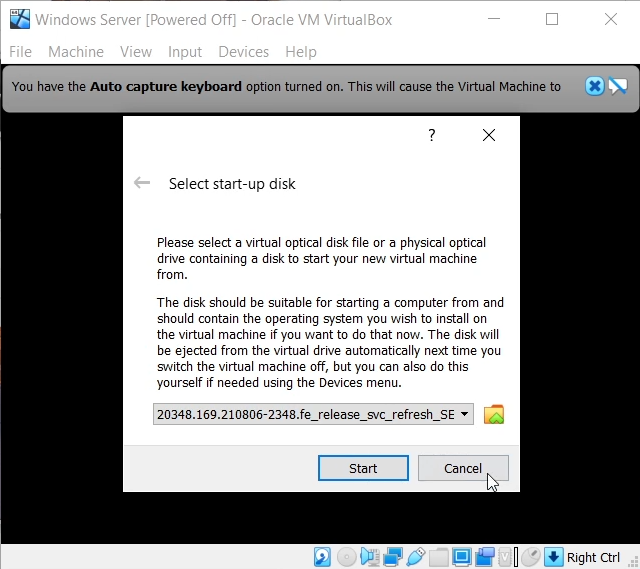 Windows Server [Powered Off] - Oracle VM VirtualBox
File Machine View Input Devices Help
You have the Auto capture keyboard option turned on. This will cause the Virtual Machine to
?
Select start-up disk
Please select a virtual optical disk file or a physical optical
drive containing a disk to start your new virtual machine
from.
The disk should be suitable for starting a computer from and
should contain the operating system you wish to install on
the virtual machine if you want to do that now. The disk will
be ejected from the virtual drive automatically next time you
switch the virtual machine off, but you can also do this
yourself if needed using the Devices menu.
20348.169.210806-2348.fe_release_svc_refresh_SE
Start Cancel
Right Ctrl